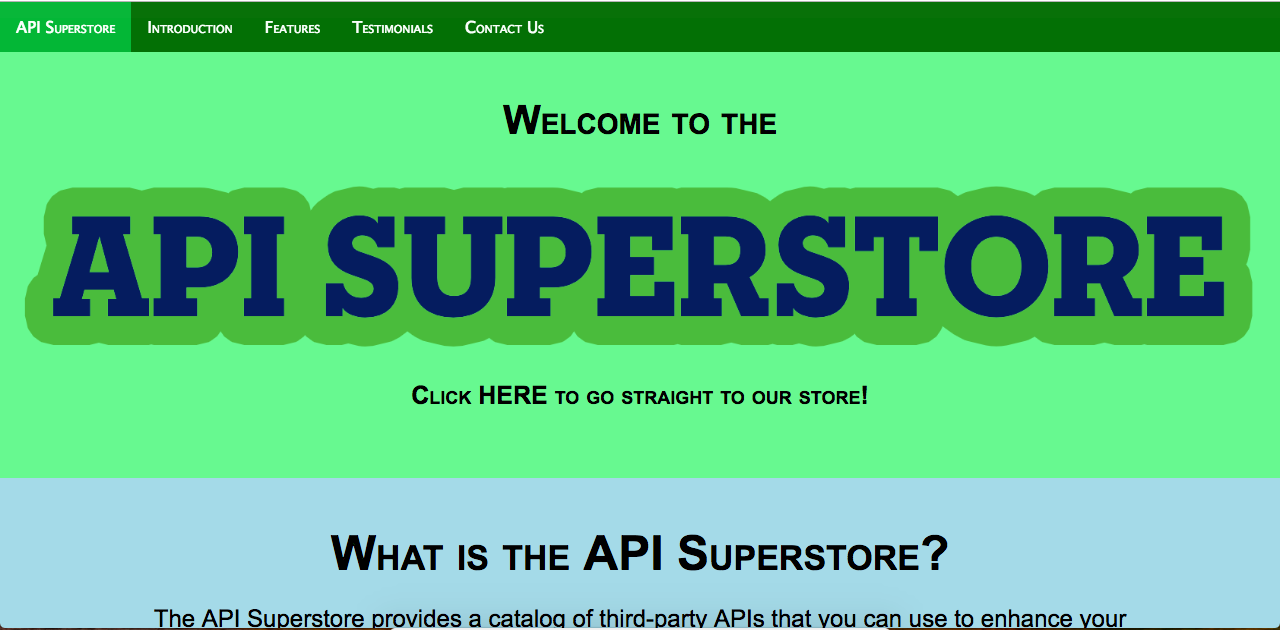 API Superstore Introduction Features Testimonials Contact Us
Welcome to the
API SUPERSTORE
Click HERE to go straight to our store!
What is the API Superstore?
The API Superstore provides a catalog of third-party APIs that you can use to enhance your